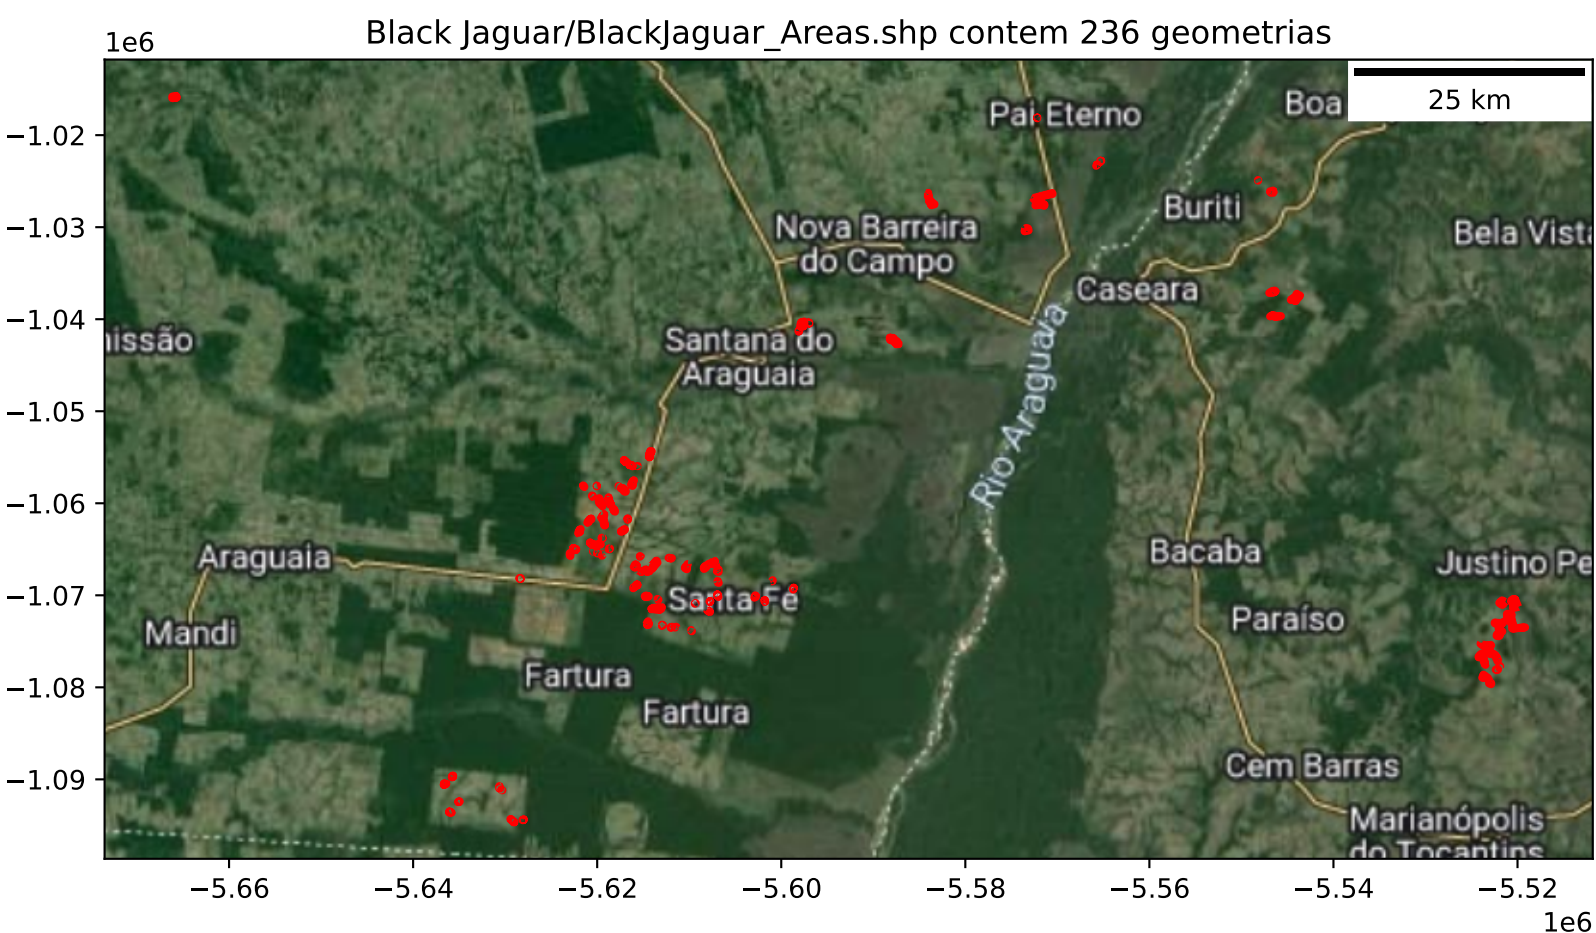 Black Jaguar/BlackJaguar_Areas.shp contem 236 geometrias
1e6
25 km
Boa
Pai Eterno
−1.02
Buriti
−1.03
Nova Barreira
do Campo
Bela Vista
Caseara
−1.04
issão
Santana do
Araguaia
Rio Araguaia
−1.05
−1.06
Araguaia
Bacaba
Justino Pe
−1.07
Santa Fé
Paraíso
Mandi
Fartura
−1.08
Fartura
Cem Barras
−1.09
Marianópolis
do Tocantins
−5.66
−5.64
−5.62
−5.60
−5.58
−5.56
−5.54
−5.52
1e6